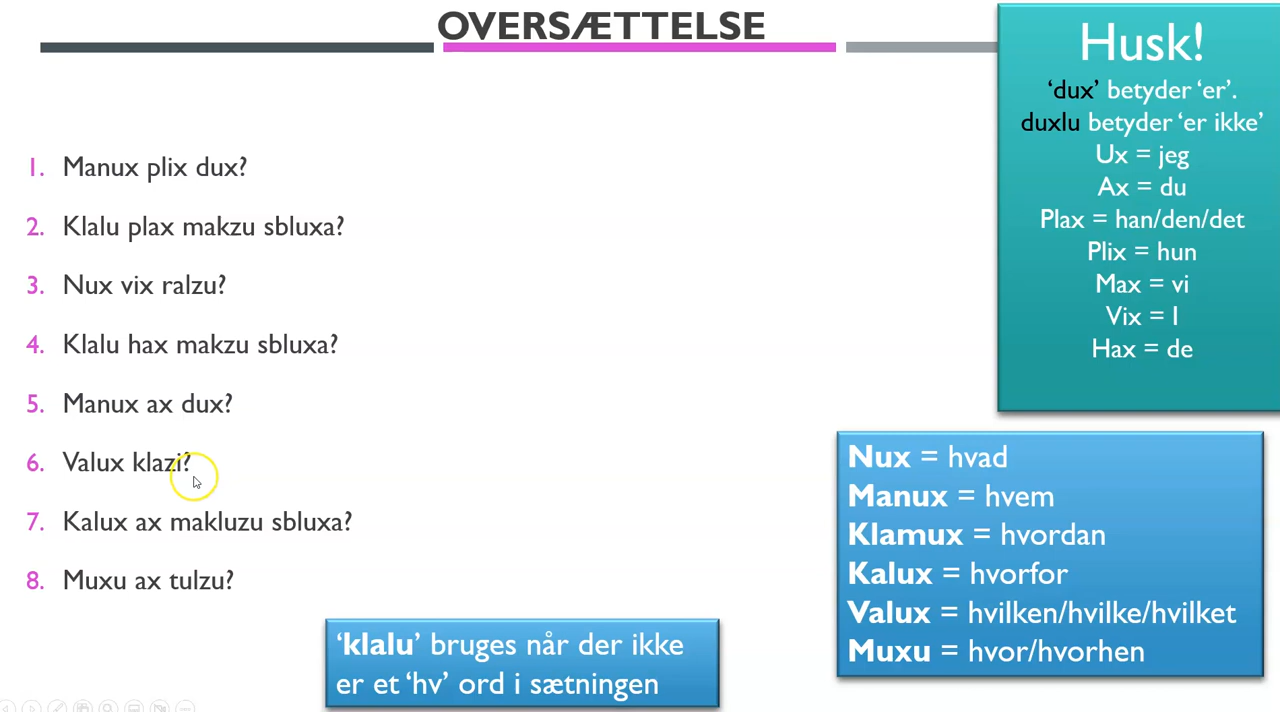 OVERSÆTTELSE
1. Manux plix dux?
2. Klalu plax makzu sbluxa?
3. Nux vix ralzu?
4. Klalu hax makzu sbluxa?
5. Manux ax dux?
6. Valux klazi?
7. Kalux ax makluzu sbluxa?
8. Muxu ax tulzu?
Husk!
‘dux’ betyder ‘er’.
duxlu betyder ‘er ikke’
Ux = jeg
Ax = du
Plax = han/den/det
Plix = hun
Max = vi
Vix = I
Hax = de
Nux = hvad
Manux = hvem
Klamux = hvordan
Kalux = hvorfor
Valux = hvilken/hvilke/hvilket
Muxu = hvor/hvorhen
‘klalu’ bruges når der ikke
er et ‘hv’ ord i sætningen